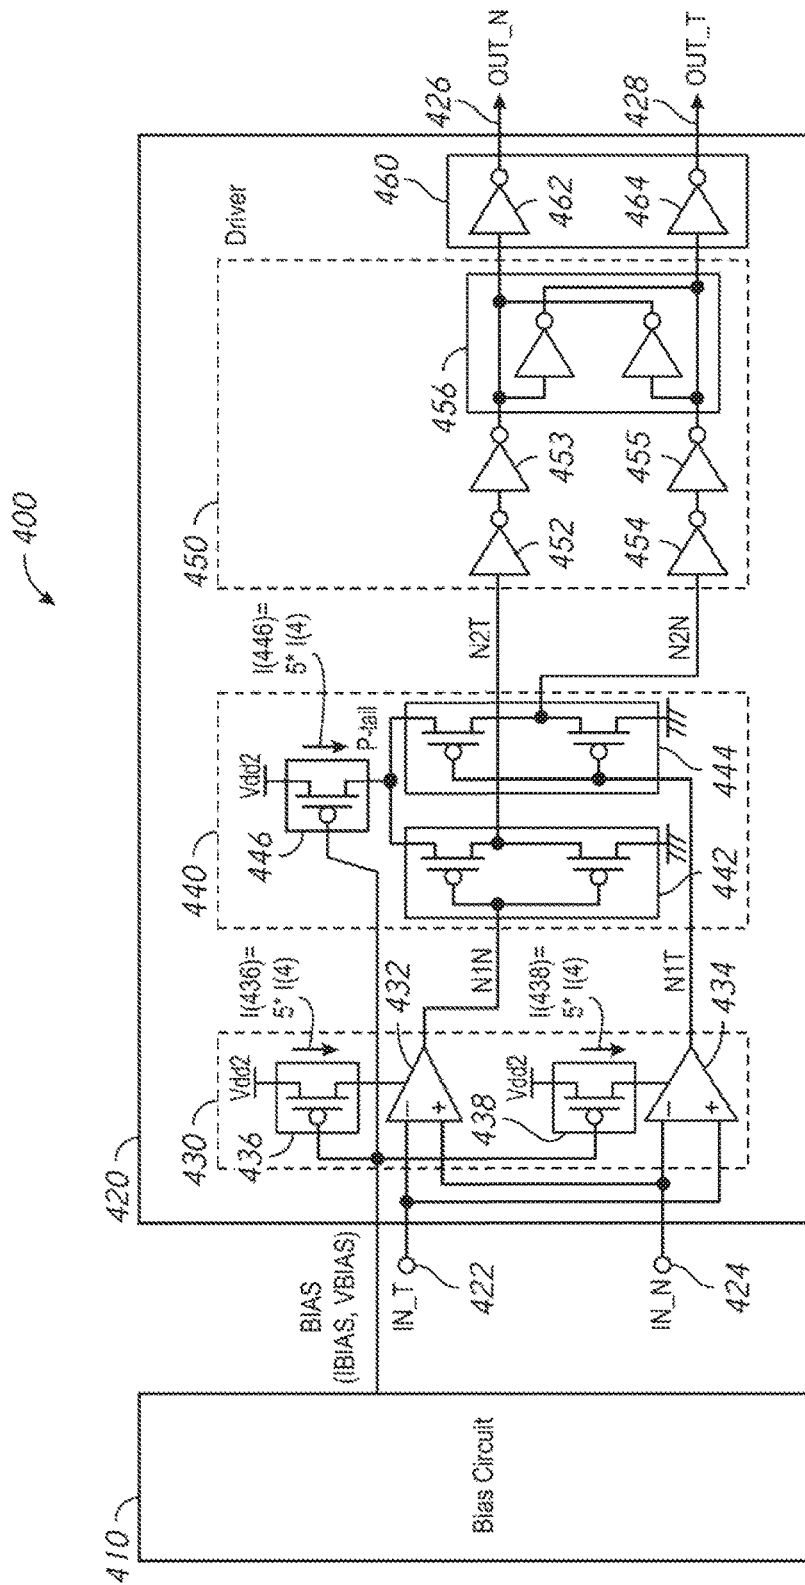 400
410
Bias Circuit
BIAS
(IBIAS, VBIAS)
IN_T
422
IN_N
424
420
Driver
430
Vdd2
436
I(436)=
5* I(4)
432
−
+
Vdd2
438
I(438)=
5* I(4)
434
−
+
N1N
N1T
440
Vdd2
446
I(446)=
5* I(4)
P-tail
442
444
N2T
N2N
450
452
453
454
455
456
460
462
464
426
OUT_N
428
OUT_T